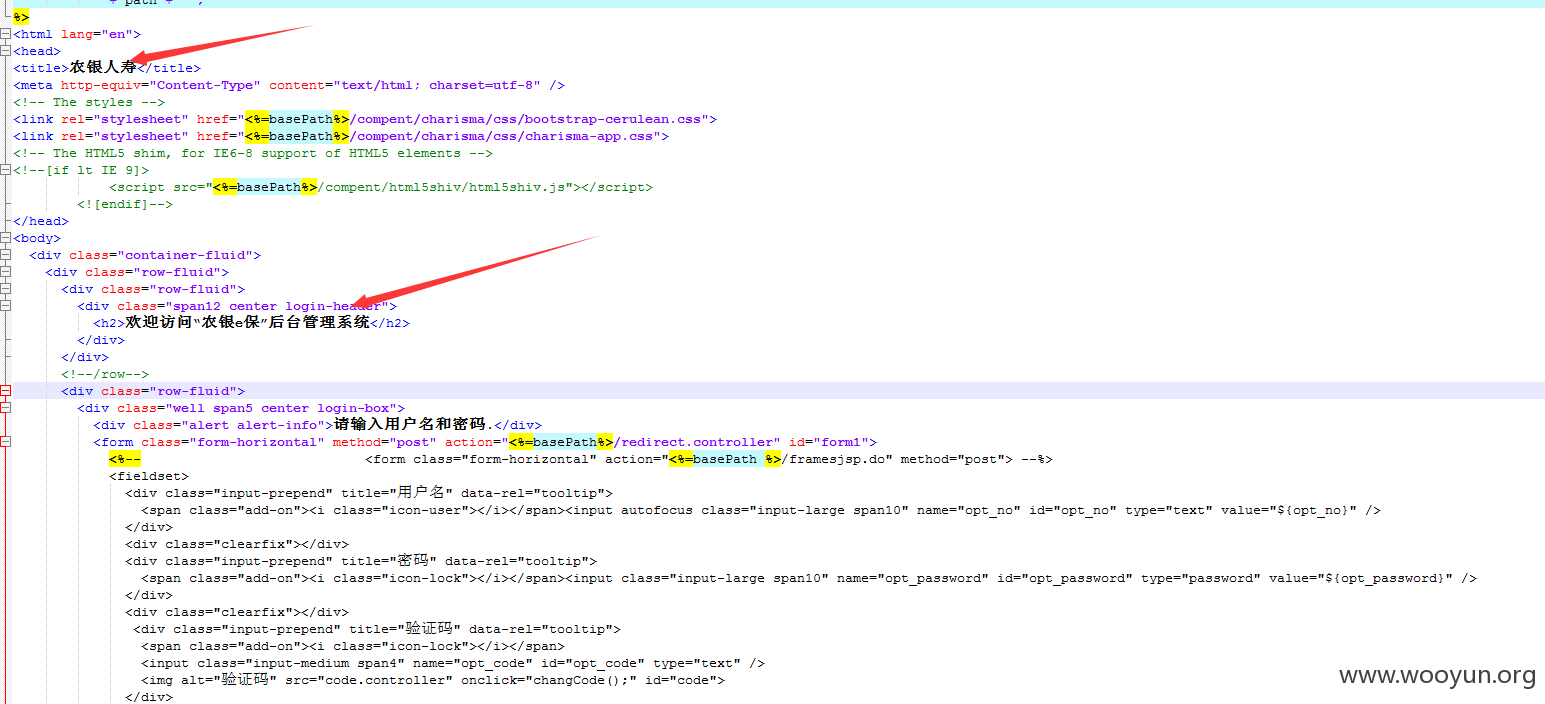 + path + "";
%>
<html lang="en">
<head>
<title>农银人寿</title>
<meta http-equiv="Content-Type" content="text/html; charset=utf-8" />
<!-- The styles -->
<link rel="stylesheet" href="<%=basePath%>/compent/charisma/css/bootstrap-cerulean.css">
<link rel="stylesheet" href="<%=basePath%>/compent/charisma/css/charisma-app.css">
<!-- The HTML5 shim, for IE6-8 support of HTML5 elements -->
<!--[if lt IE 9]>
<script src="<%=basePath%>/compent/html5shiv/html5shiv.js"></script>
<![endif]-->
</head>
<body>
<div class="container-fluid">
<div class="row-fluid">
<div class="row-fluid">
<div class="span12 center login-header">
<h2>欢迎访问“农银e保”后台管理系统</h2>
</div>
</div>
<!--/row-->
<div class="row-fluid">
<div class="well span5 center login-box">
<div class="alert alert-info">请输入用户名和密码.</div>
<form class="form-horizontal" method="post" action="<%=basePath%>/redirect.controller" id="form1">
<%-- <form class="form-horizontal" action="<%=basePath %>/framesjsp.do" method="post"> --%>
<fieldset>
<div class="input-prepend" title="用户名" data-rel="tooltip">
<span class="add-on"><i class="icon-user"></i></span><input autofocus class="input-large span10" name="opt_no" id="opt_no" type="text" value="${opt_no}" />
</div>
<div class="clearfix"></div>
<div class="input-prepend" title="密码" data-rel="tooltip">
<span class="add-on"><i class="icon-lock"></i></span><input class="input-large span10" name="opt_password" id="opt_password" type="password" value="${opt_password}" />
</div>
<div class="clearfix"></div>
<div class="input-prepend" title="验证码" data-rel="tooltip">
<span class="add-on"><i class="icon-lock"></i></span>
<input class="input-medium span4" name="opt_code" id="opt_code" type="text" />
<img alt="验证码" src="code.controller" onclick="changCode();" id="code">
</div>
www.wooyun.org